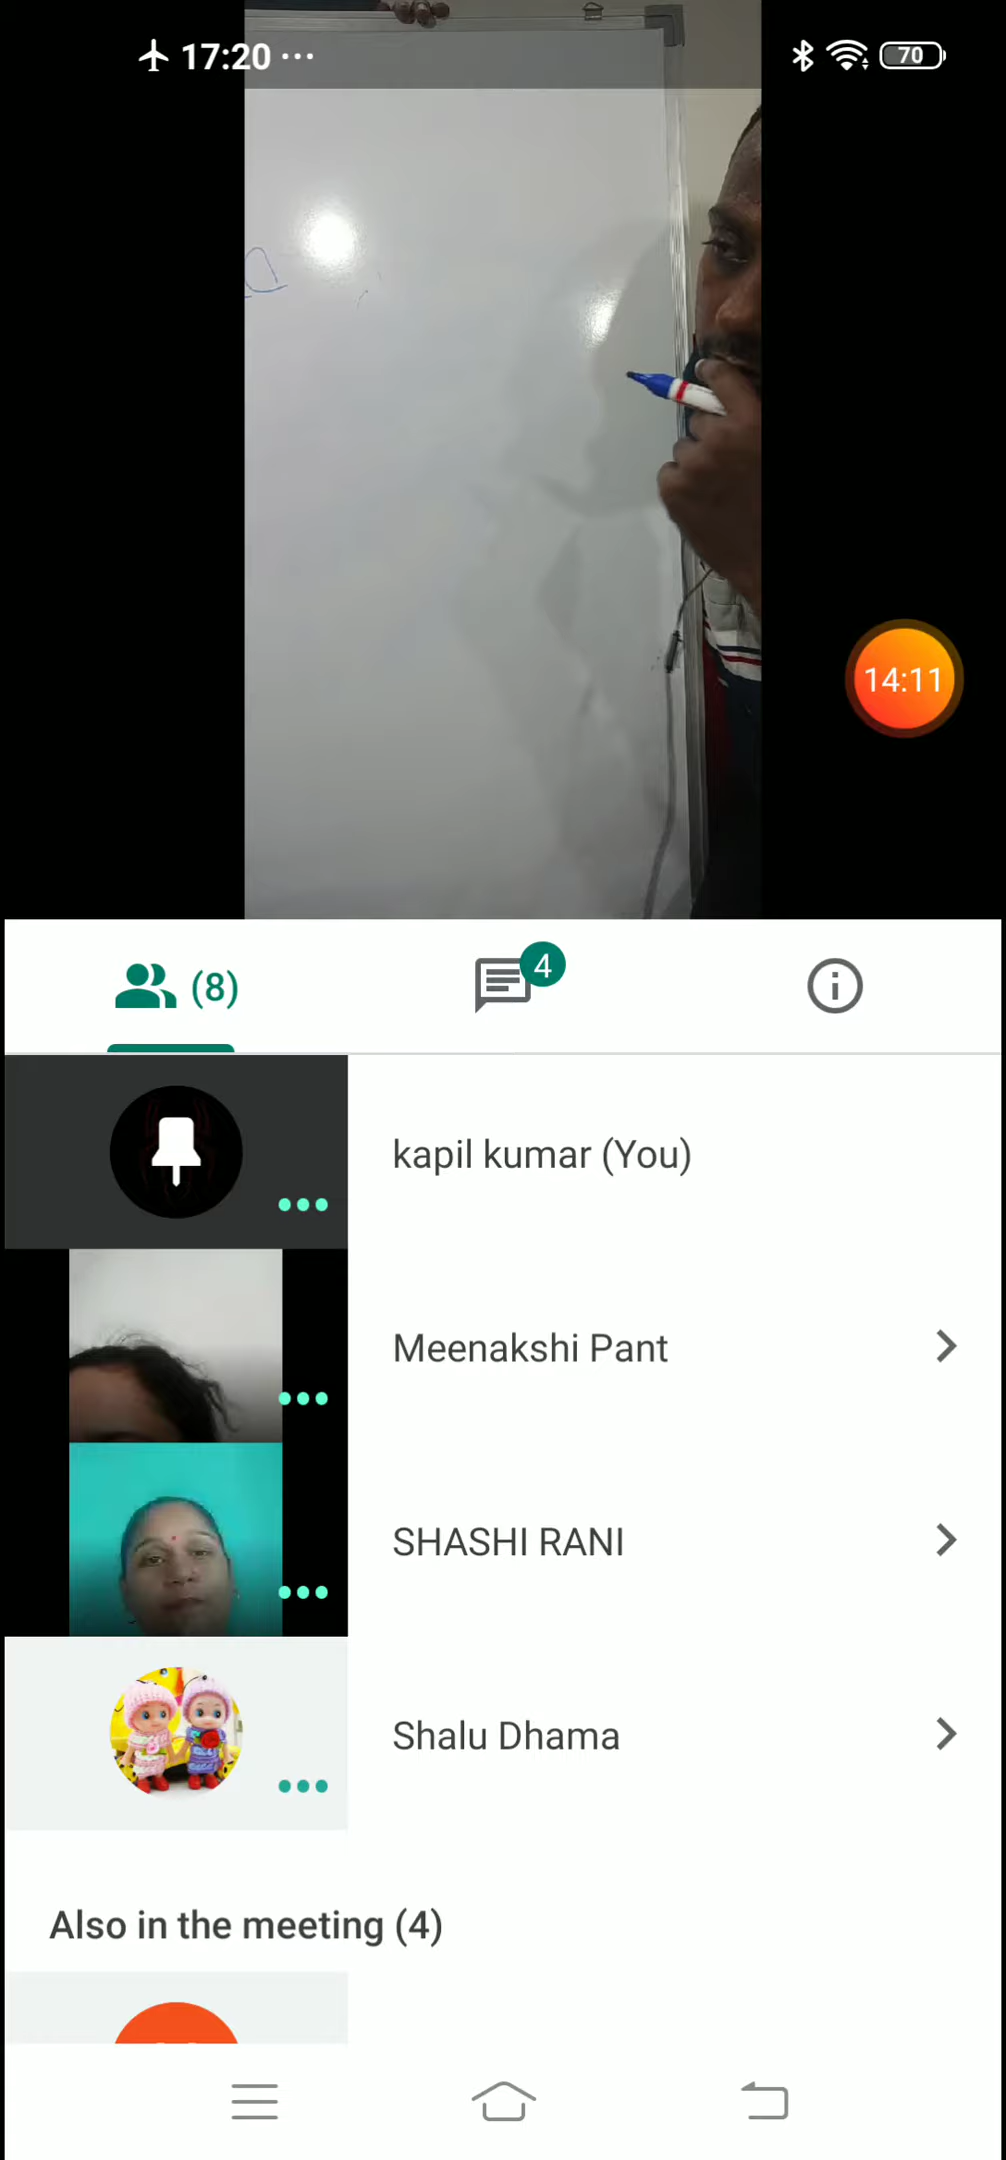 17:20 ...
70
14:11
(8)
4
kapil kumar (You)
Meenakshi Pant
SHASHI RANI
Shalu Dhama
Also in the meeting (4)